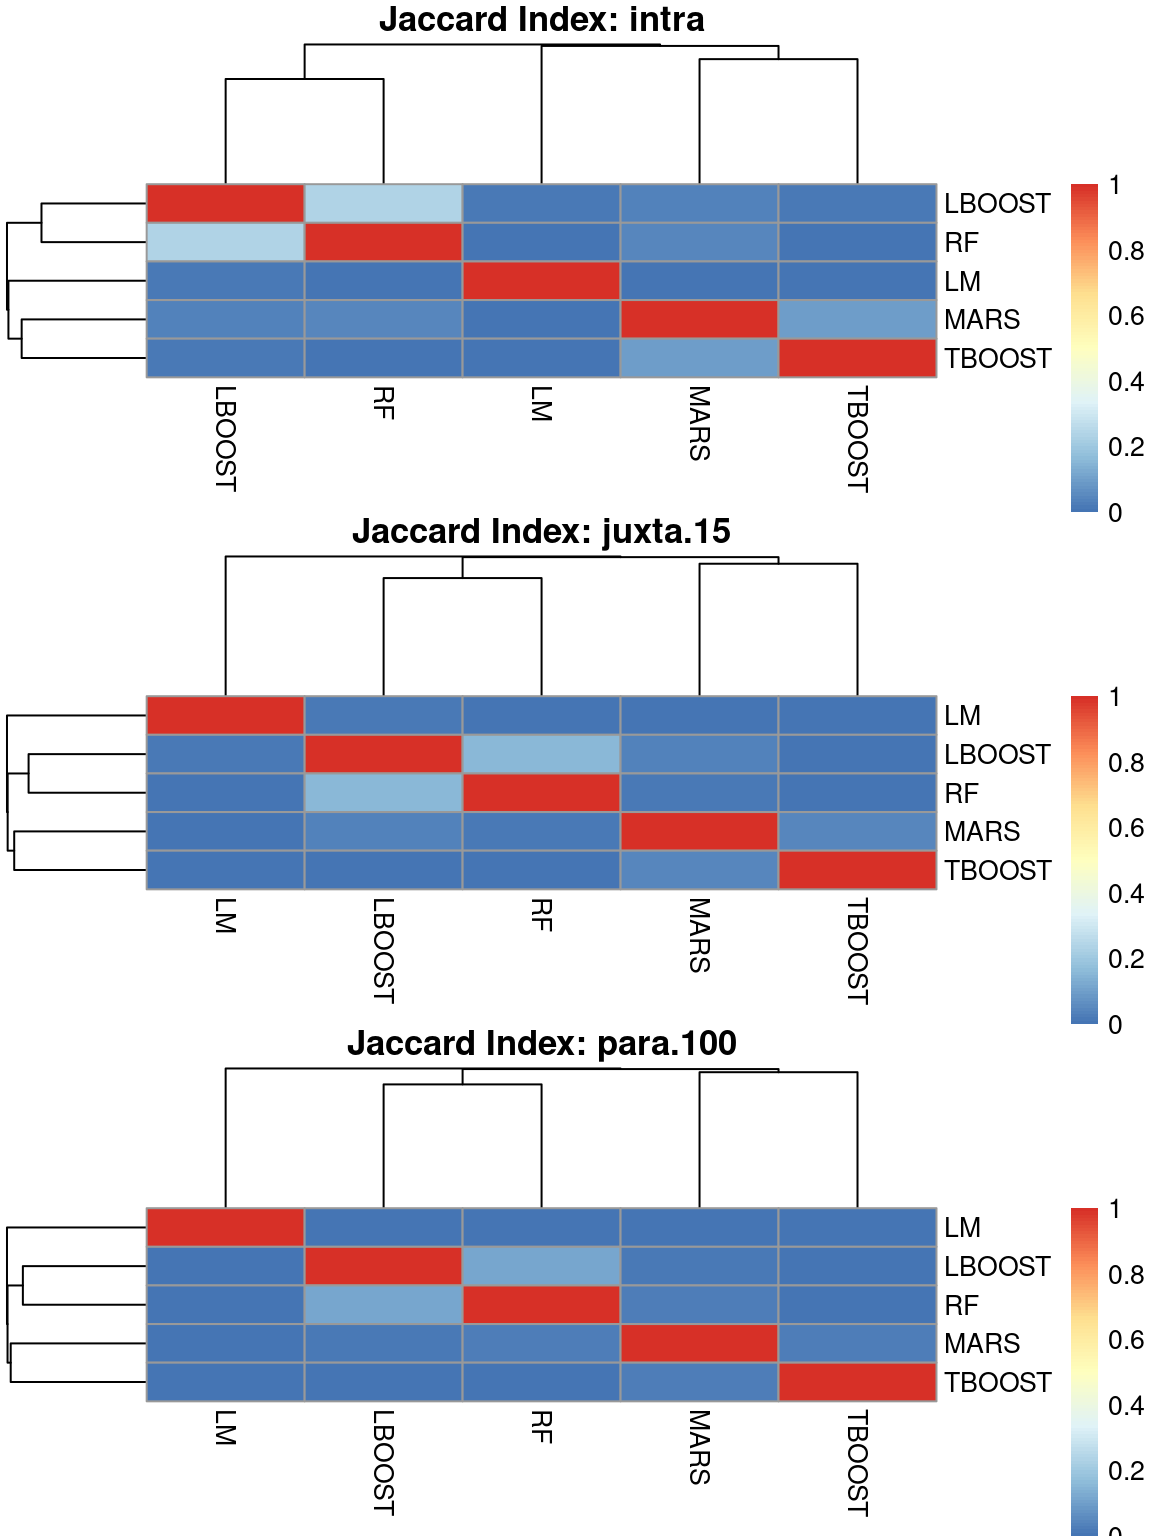 Jaccard Index: intra
LBOOST
RF
LM
MARS
TBOOST
LBOOST
RF
LM
MARS
TBOOST
1
0.8
0.6
0.4
0.2
0
Jaccard Index: juxta.15
LM
LBOOST
RF
MARS
TBOOST
LM
LBOOST
RF
MARS
TBOOST
1
0.8
0.6
0.4
0.2
0
Jaccard Index: para.100
LM
LBOOST
RF
MARS
TBOOST
LM
LBOOST
RF
MARS
TBOOST
1
0.8
0.6
0.4
0.2
0